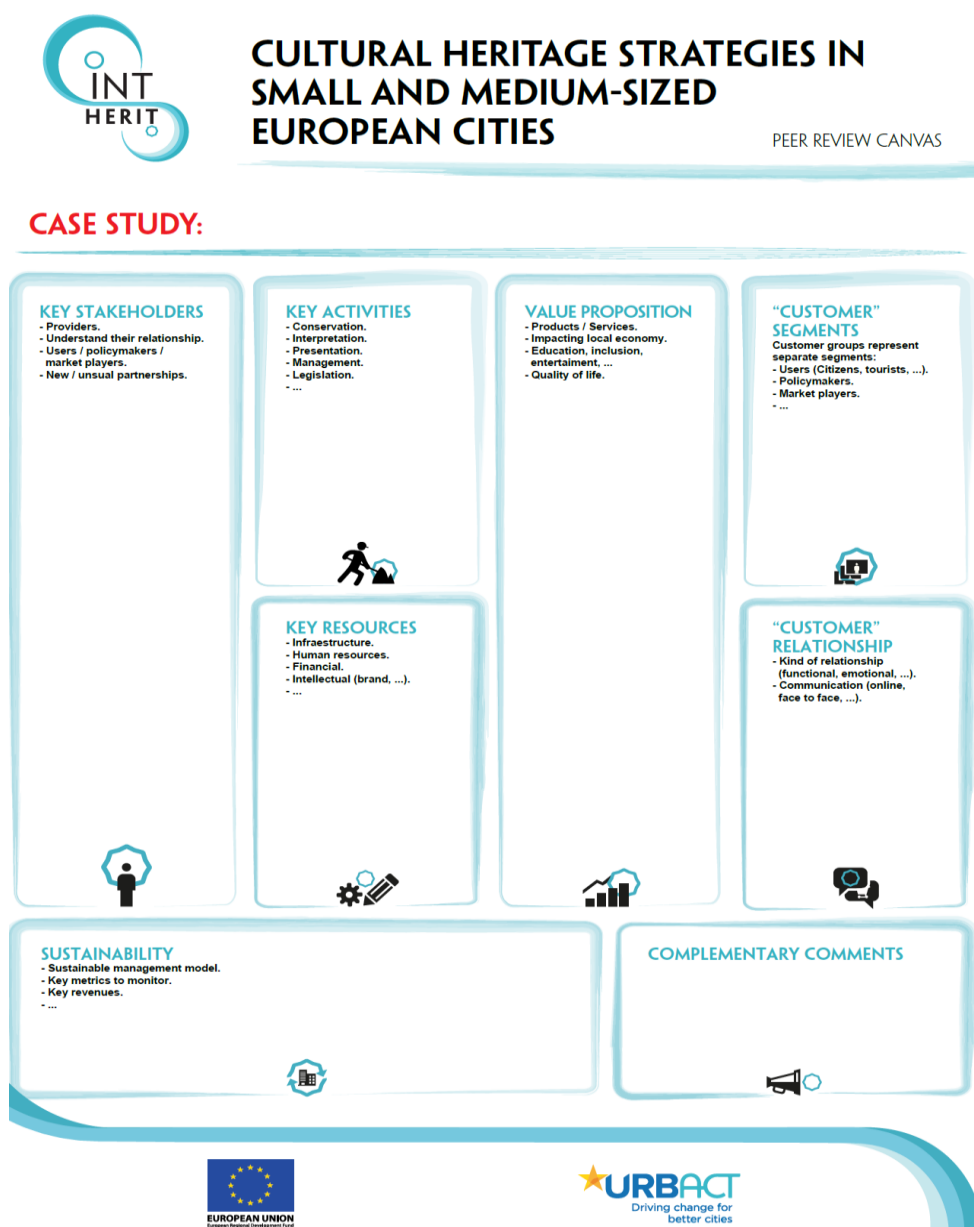 INT
HERIT
CULTURAL HERITAGE STRATEGIES IN
SMALL AND MEDIUM-SIZED
EUROPEAN CITIES
PEER REVIEW CANVAS
CASE STUDY:
KEY STAKEHOLDERS
- Providers.
- Understand their relationship.
- Users / policymakers /
market players.
- New / unusual partnerships.
KEY ACTIVITIES
- Conservation.
- Interpretation.
- Presentation.
- Management.
- Legislation.
- ...
KEY RESOURCES
- Infraestructure.
- Human resources.
- Financial.
- Intellectual (brand, ...).
- ...
VALUE PROPOSITION
- Products / Services.
- Impacting local economy.
- Education, inclusion,
entertaiment, ...
- Quality of life.
“CUSTOMER”
SEGMENTS
Customer groups represent
separate segments:
- Users (Citizens, tourists, ...).
- Policymakers.
- Market players.
- ...
“CUSTOMER”
RELATIONSHIP
- Kind of relationship
(functional, emotional, ...).
- Communication (online,
face to face, ...).
SUSTAINABILITY
- Sustainable management model.
- Key metrics to monitor.
- Key revenues.
- ...
COMPLEMENTARY COMMENTS
EUROPEAN UNION
European Regional Development Fund
URBACT
Driving change for
better cities